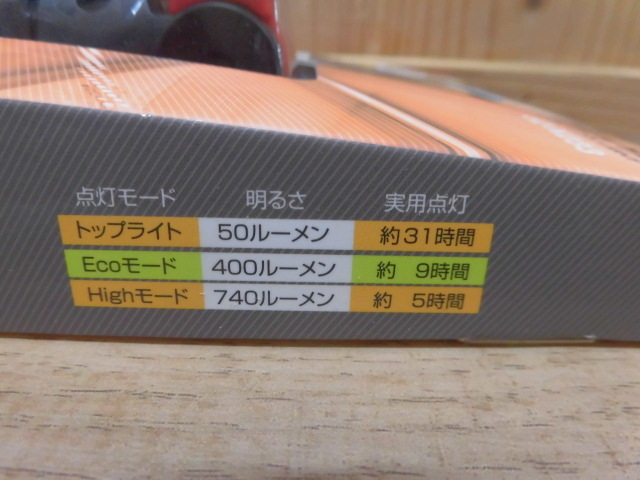 点灯モード 明るさ 実用点灯
トップライト 50ルーメン 約31時間
Ecoモード 400ルーメン 約 9時間
Highモード 740ルーメン 約 5時間